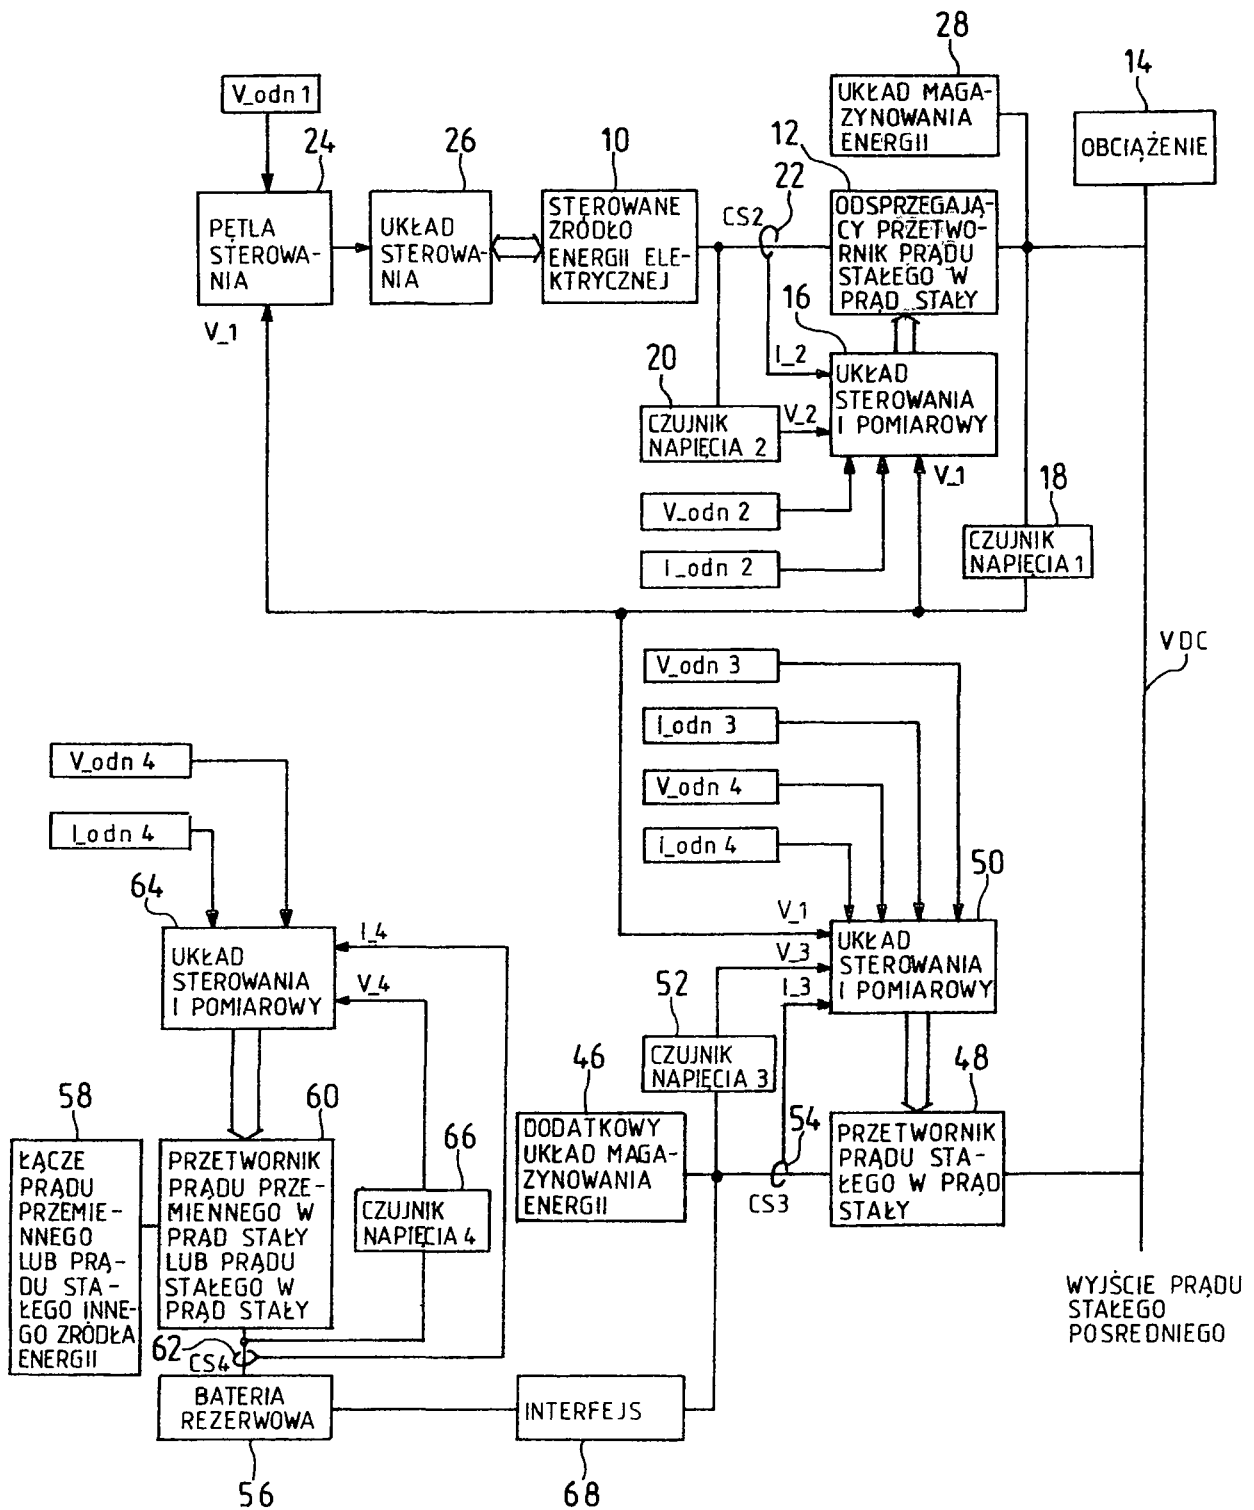 28
14
V_odn 1
UKŁAD MAGA-
ZYNOWANIA
ENERGII
OBCIĄŻENIE
24
26
10
12
22
PĘTLA
STEROWA-
NIA
UKŁAD
STEROWA-
NIA
STEROWANE
ŹRÓDŁO
ENERGII ELE-
KTRYCZNEJ
CS2
ODSPRZĘGAJĄ-
CY PRZETWO-
RNIK PRĄDU
STAŁEGO W
PRĄD STAŁY
V_1
16
I_2
20
UKŁAD
STEROWANIA
I POMIAROWY
CZUJNIK
NAPIĘCIA 2
V_2
V_1
18
V_odn 2
I_odn 2
CZUJNIK
NAPIĘCIA 1
VDC
V_odn 3
I_odn 3
V_odn 4
I_odn 4
V_odn 4
I_odn 4
64
50
V_1
V_3
I_3
UKŁAD
STEROWANIA
I POMIAROWY
I_4
V_4
UKŁAD
STEROWANIA
I POMIAROWY
52
CZUJNIK
NAPIĘCIA 3
46
48
58
60
66
54
ŁĄCZE
PRĄDU
PRZEMIE-
NNEGO
LUB PRĄ-
DU STA-
ŁEGO INNE-
GO ŹRÓDŁA
ENERGII
PRZETWORNIK
PRĄDU PRZE-
MIENNEGO W
PRĄD STAŁY
LUB PRĄDU
STAŁEGO W
PRĄD STAŁY
CZUJNIK
NAPIĘCIA 4
DODATKOWY
UKŁAD MAGA-
ZYNOWANIA
ENERGII
CS3
PRZETWORNIK
PRĄDU STA-
ŁEGO W PRĄD
STAŁY
WYJŚCIE PRĄDU
STAŁEGO
POSREDNIEGO
62
CS4
BATERIA
REZERWOWA
INTERFEJS
56
68